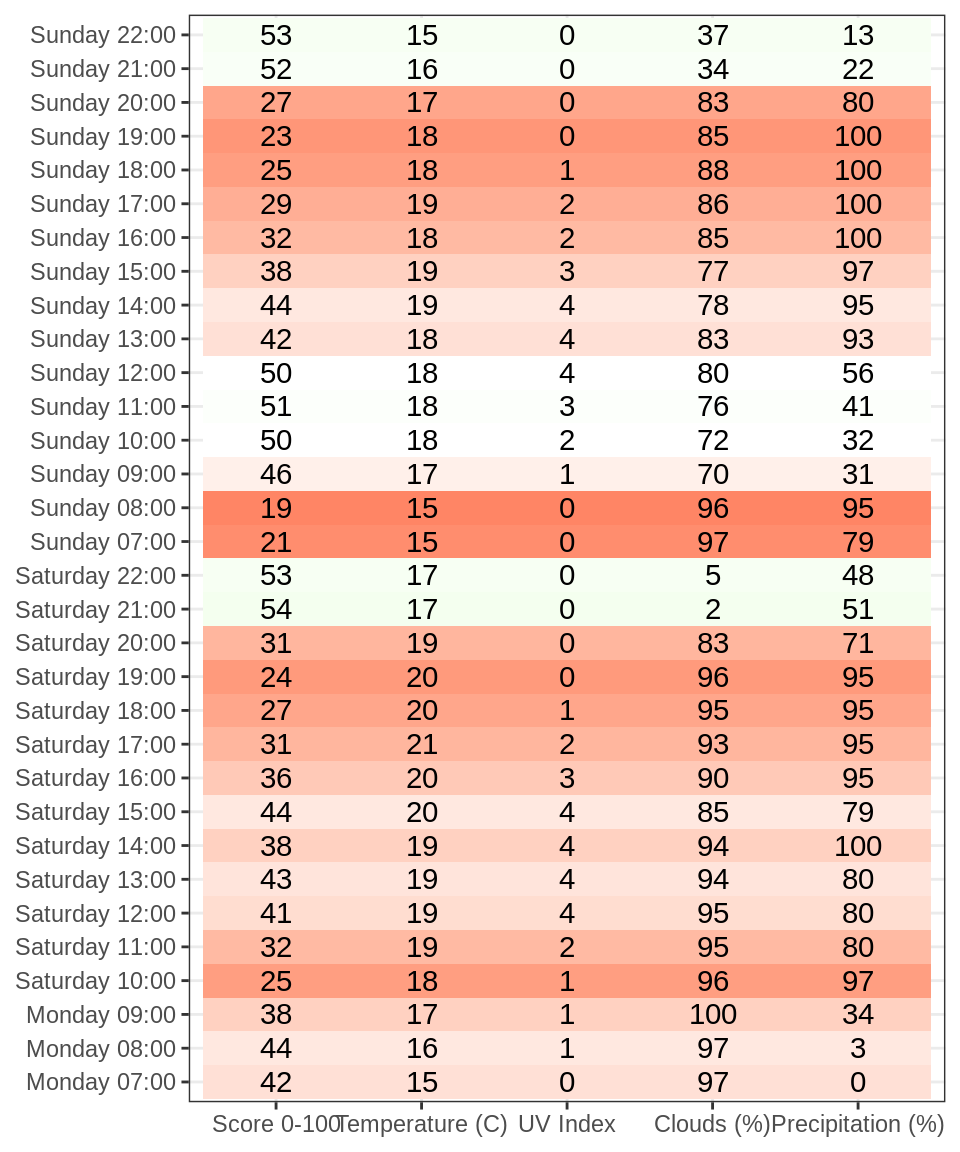 Sunday 22:00 53 15 0 37 13
Sunday 21:00 52 16 0 34 22
Sunday 20:00 27 17 0 83 80
Sunday 19:00 23 18 0 85 100
Sunday 18:00 25 18 1 88 100
Sunday 17:00 29 19 2 86 100
Sunday 16:00 32 18 2 85 100
Sunday 15:00 38 19 3 77 97
Sunday 14:00 44 19 4 78 95
Sunday 13:00 42 18 4 83 93
Sunday 12:00 50 18 4 80 56
Sunday 11:00 51 18 3 76 41
Sunday 10:00 50 18 2 72 32
Sunday 09:00 46 17 1 70 31
Sunday 08:00 19 15 0 96 95
Sunday 07:00 21 15 0 97 79
Saturday 22:00 53 17 0 5 48
Saturday 21:00 54 17 0 2 51
Saturday 20:00 31 19 0 83 71
Saturday 19:00 24 20 0 96 95
Saturday 18:00 27 20 1 95 95
Saturday 17:00 31 21 2 93 95
Saturday 16:00 36 20 3 90 95
Saturday 15:00 44 20 4 85 79
Saturday 14:00 38 19 4 94 100
Saturday 13:00 43 19 4 94 80
Saturday 12:00 41 19 4 95 80
Saturday 11:00 32 19 2 95 80
Saturday 10:00 25 18 1 96 97
Monday 09:00 38 17 1 100 34
Monday 08:00 44 16 1 97 3
Monday 07:00 42 15 0 97 0
Score 0-100 Temperature (C) UV Index Clouds (%) Precipitation (%)